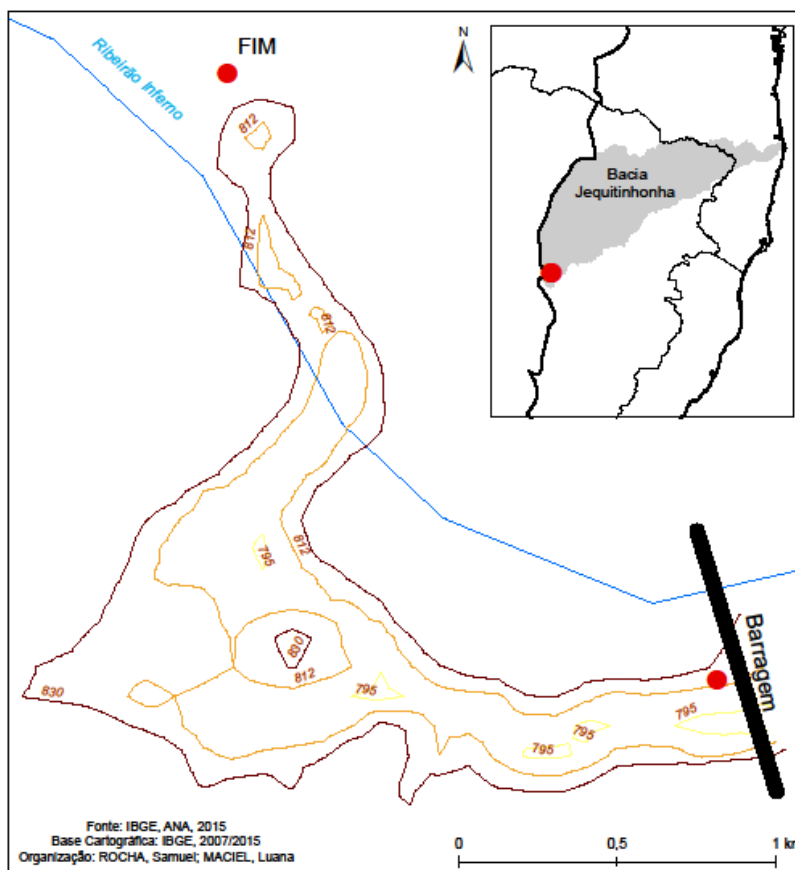 FIM
N
Ribeirão Inferno
Bacia
Jequitinhonha
812
812
812
812
795
830
812
830
795
795
795
795
Barragem
Fonte: IBGE, ANA, 2015
Base Cartográfica: IBGE, 2007/2015
Organização: ROCHA, Samuel; MACIEL, Luana
0 0,5 1 km